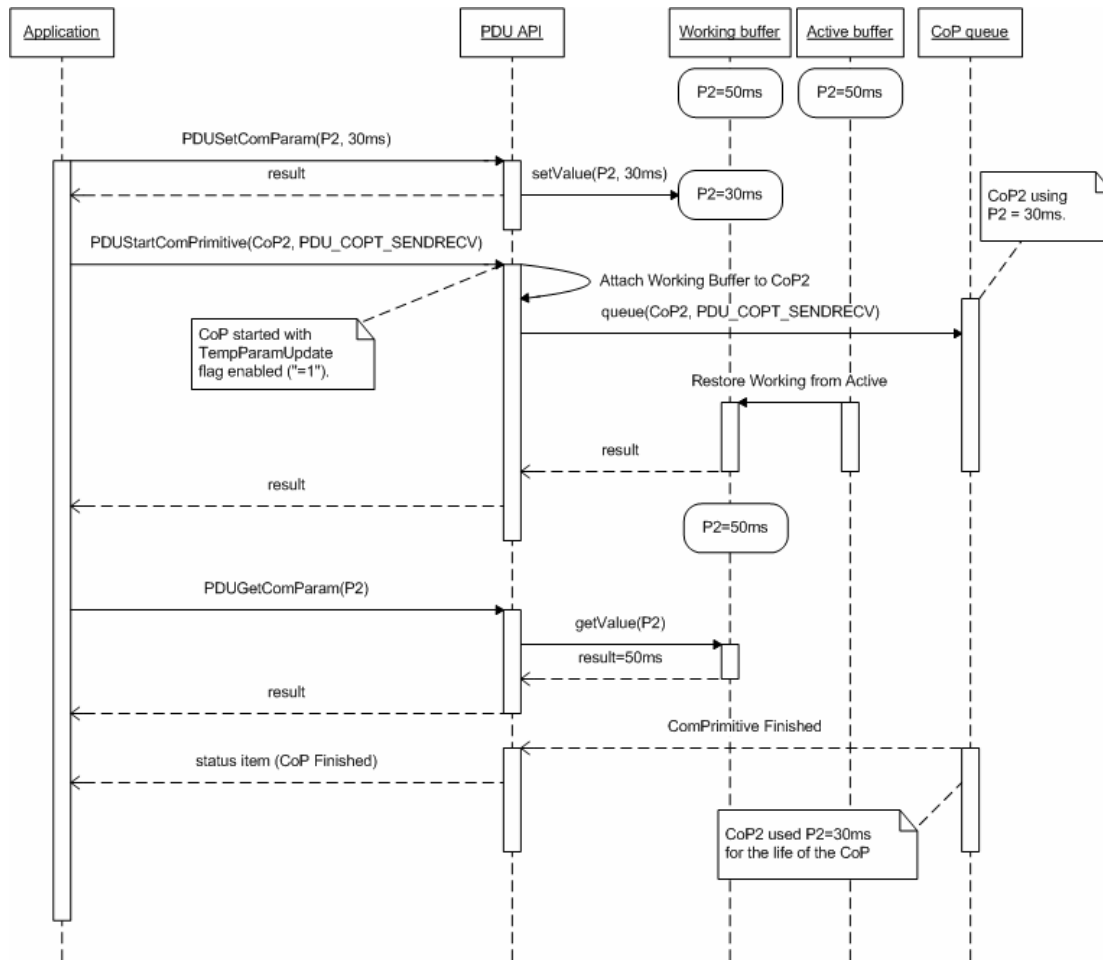 Application
PDU API
Working buffer
Active buffer
CoP queue
P2=50ms
P2=50ms
PDUSetComParam(P2, 30ms)
result
setValue(P2, 30ms)
P2=30ms
CoP2 using
P2 = 30ms.
PDUStartComPrimitive(CoP2, PDU_COPT_SENDRECV)
Attach Working Buffer to CoP2
queue(CoP2, PDU_COPT_SENDRECV)
CoP started with
TempParamUpdate
flag enabled ("=1").
Restore Working from Active
result
result
P2=50ms
PDUGetComParam(P2)
getValue(P2)
result=50ms
result
ComPrimitive Finished
status item (CoP Finished)
CoP2 used P2=30ms
for the life of the CoP